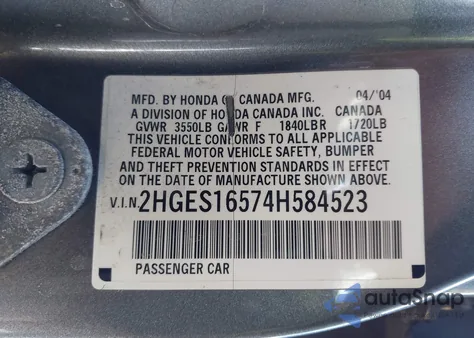 MFD. BY HONDA OF CANADA MFG. 04/'04
A DIVISION OF HONDA CANADA INC. CANADA
GVWR 3550LB GAWR F 1840LB R 1720LB
THIS VEHICLE CONFORMS TO ALL APPLICABLE
FEDERAL MOTOR VEHICLE SAFETY, BUMPER
AND THEFT PREVENTION STANDARDS IN EFFECT
ON THE DATE OF MANUFACTURE SHOWN ABOVE.
V.I.N. 2HGES16574H584523
PASSENGER CAR
autoSnap